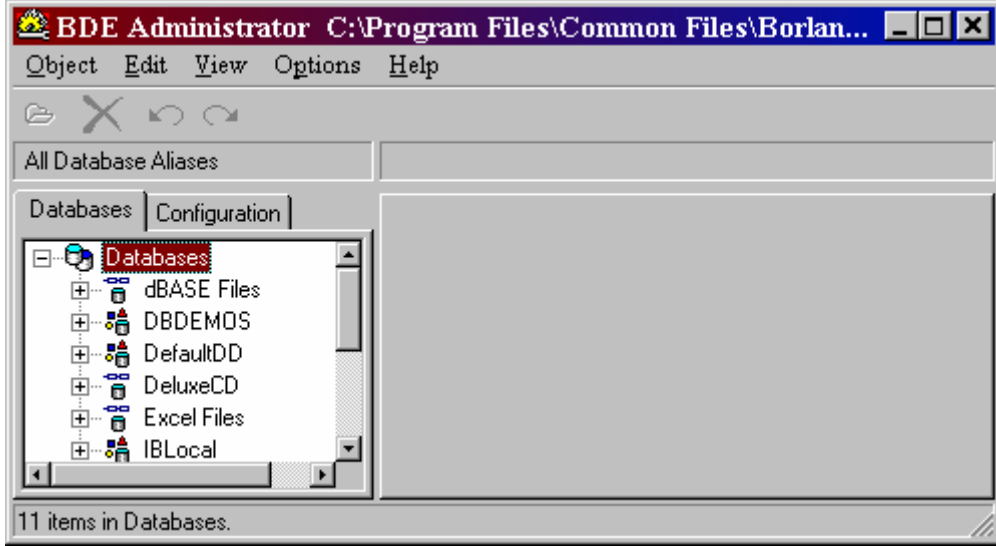 BDE Administrator C:\Program Files\Common Files\Borlan...
Object Edit View Options Help
All Database Aliases
Databases Configuration
Databases
dBASE Files
DBDEMOS
DefaultDD
DeluxeCD
Excel Files
IBLocal
11 items in Databases.